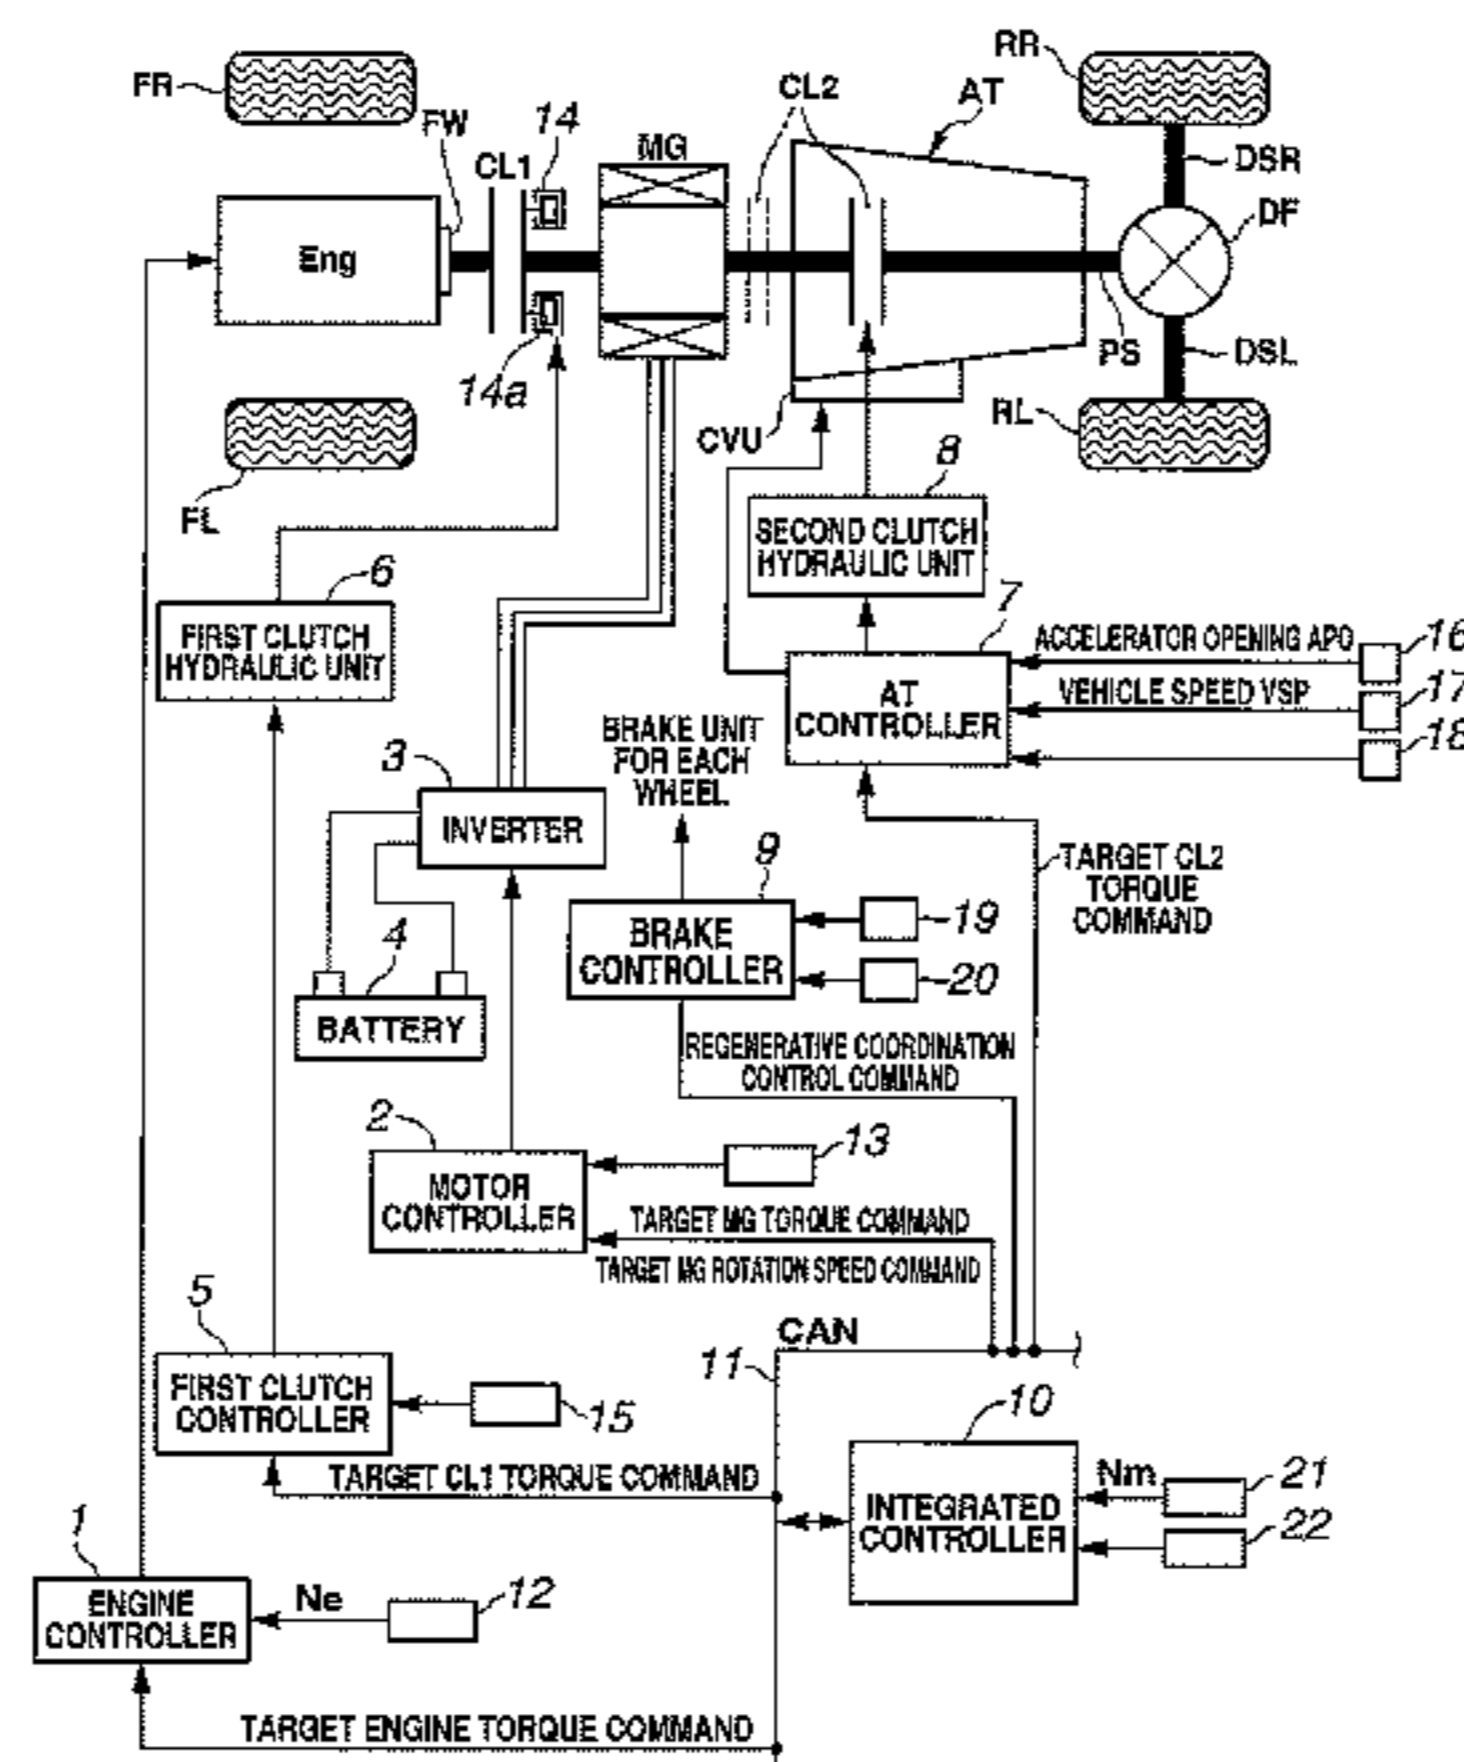 FR
RR
CL2
AT
FW
14
MG
CL1
DSR
DF
Eng
PS
DSL
14a
RL
CVU
8
FL
SECOND CLUTCH
HYDRAULIC UNIT
6
7
FIRST CLUTCH
HYDRAULIC UNIT
ACCELERATOR OPENING APO
16
VEHICLE SPEED VSP
17
AT
CONTROLLER
18
BRAKE UNIT
FOR EACH
WHEEL
3
INVERTER
9
TARGET CL2
TORQUE
COMMAND
4
BRAKE
CONTROLLER
19
20
BATTERY
REGENERATIVE COORDINATION
CONTROL COMMAND
2
13
MOTOR
CONTROLLER
TARGET MG TORQUE COMMAND
TARGET MG ROTATION SPEED COMMAND
5
CAN
11
FIRST CLUTCH
CONTROLLER
15
10
TARGET CL1 TORQUE COMMAND
Nm
21
INTEGRATED
CONTROLLER
22
1
ENGINE
CONTROLLER
Ne
12
TARGET ENGINE TORQUE COMMAND